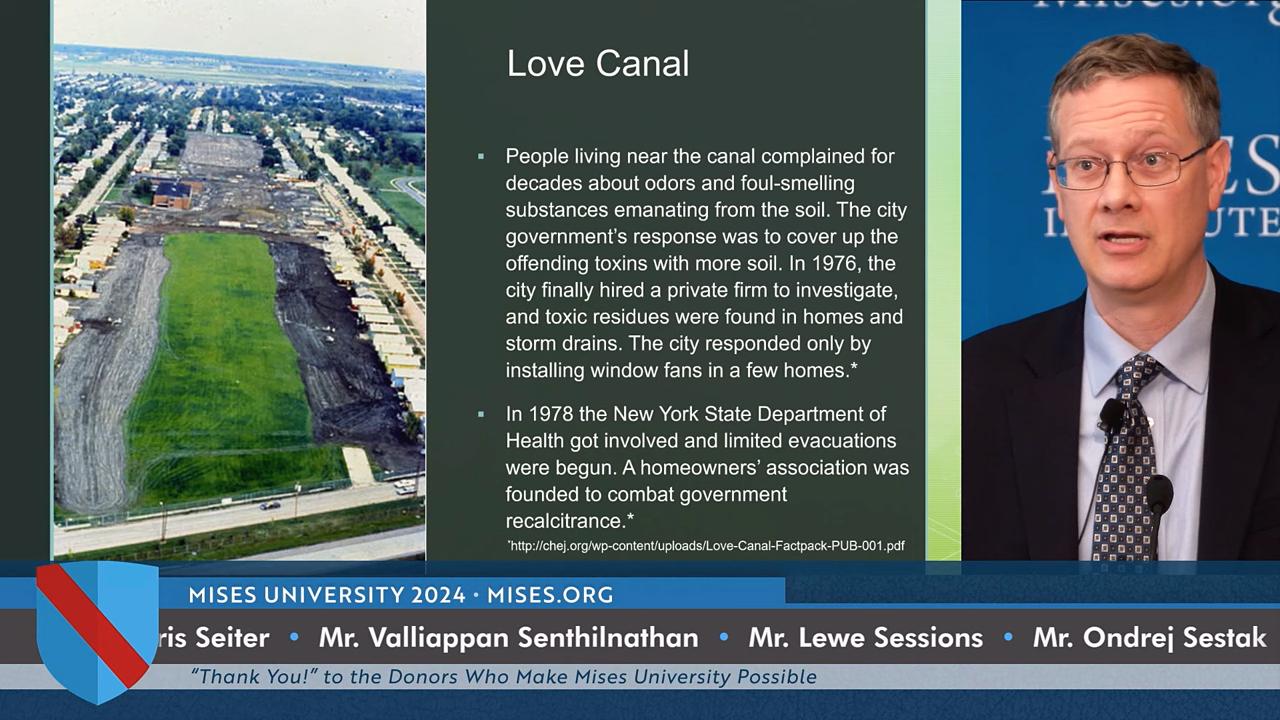 Love Canal
▪ People living near the canal complained for
decades about odors and foul-smelling
substances emanating from the soil. The city
government's response was to cover up the
offending toxins with more soil. In 1976, the
city finally hired a private firm to investigate,
and toxic residues were found in homes and
storm drains. The city responded only by
installing window fans in a few homes.*
▪ In 1978 the New York State Department of
Health got involved and limited evacuations
were begun. A homeowners' association was
founded to combat government
recalcitrance.*
*http://chej.org/wp-content/uploads/Love-Canal-Factpack-PUB-001.pdf
MISES UNIVERSITY 2024 • MISES.ORG
Seiter • Mr. Valliappan Senthilnathan • Mr. Lewe Sessions • Mr. Ondrej Sestak
“Thank You!” to the Donors Who Make Mises University Possible